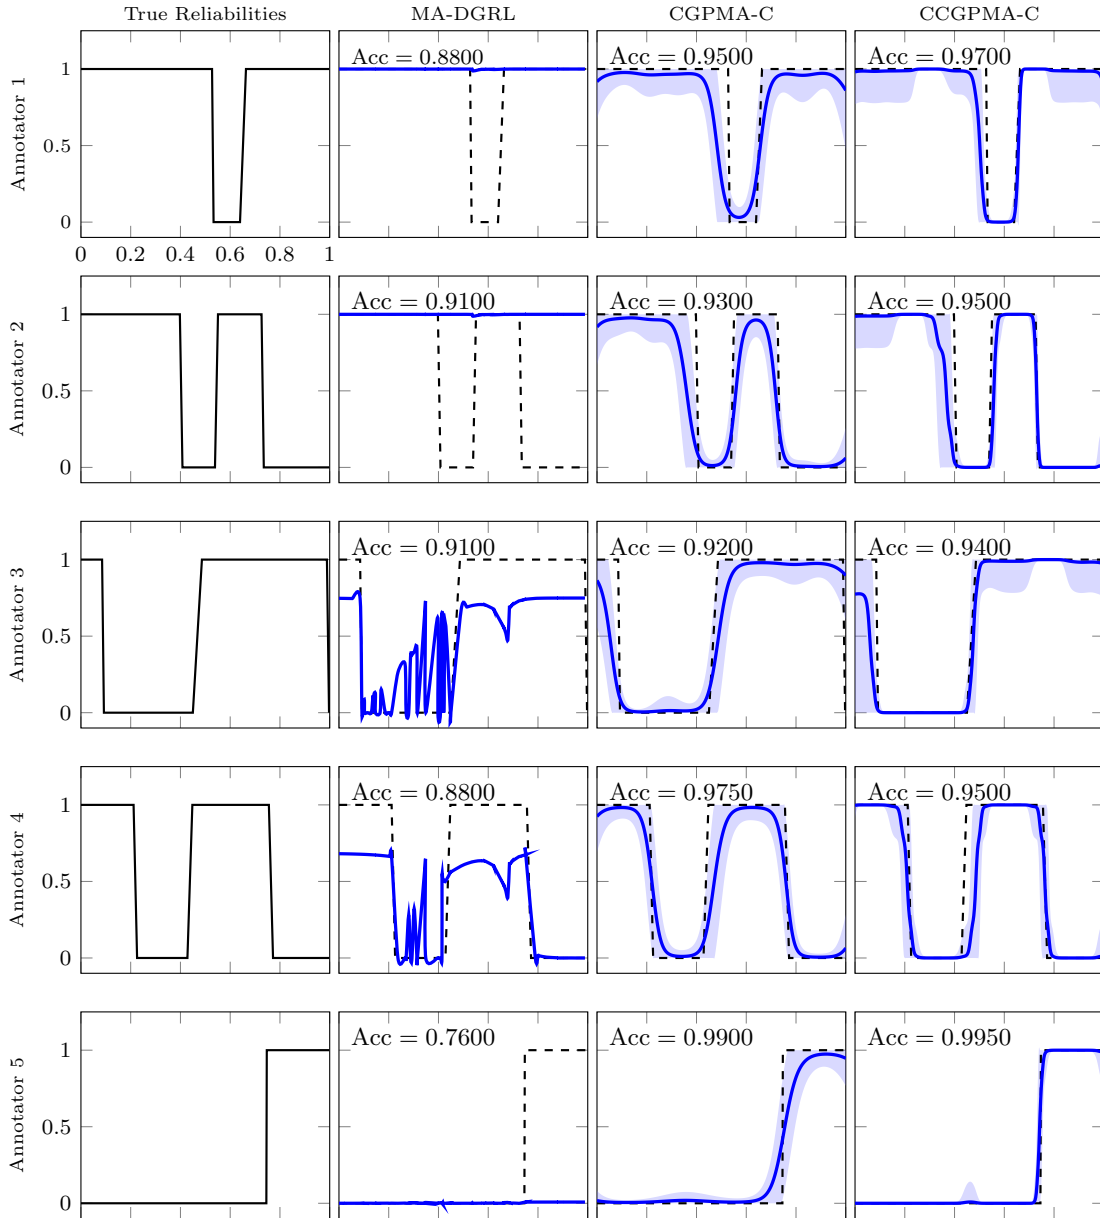 True Reliabilities MA-DGRL CGPMA-C CCGPMA-C
Annotator 1
1
0.5
0
Acc = 0.8800
Acc = 0.9500
Acc = 0.9700
0 0.2 0.4 0.6 0.8 1
Annotator 2
1
0.5
0
Acc = 0.9100
Acc = 0.9300
Acc = 0.9500
Annotator 3
1
0.5
0
Acc = 0.9100
Acc = 0.9200
Acc = 0.9400
Annotator 4
1
0.5
0
Acc = 0.8800
Acc = 0.9750
Acc = 0.9500
Annotator 5
1
0.5
0
Acc = 0.7600
Acc = 0.9900
Acc = 0.9950